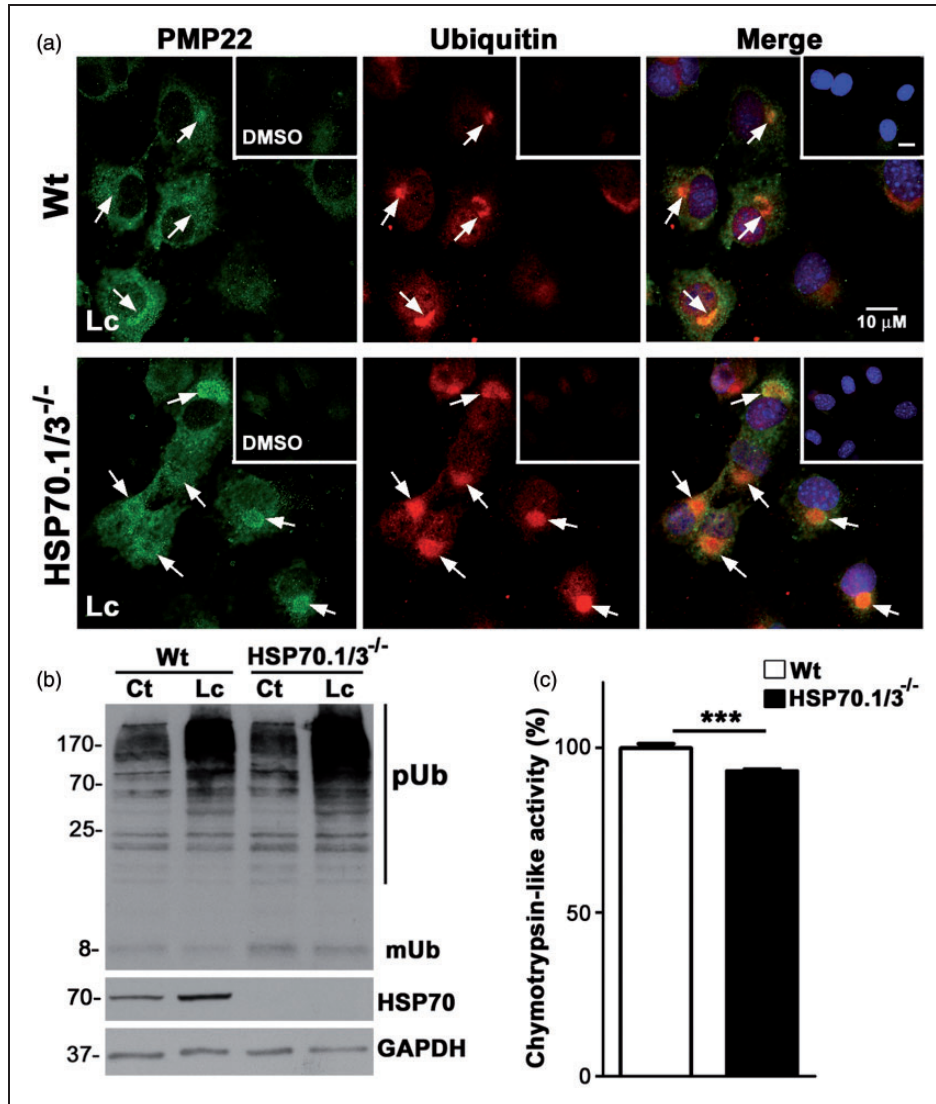 (a)
PMP22 Ubiquitin Merge
Wt
DMSO
Lc
10 µM
HSP70.1/3-/-
DMSO
Lc
(b)
Wt HSP70.1/3-/-
Ct Lc Ct Lc
170-
70-
25-
8-
pUb
mUb
70-
HSP70
37-
GAPDH
(c)
Wt
HSP70.1/3-/-
***
Chymotrypsin-like activity (%)
100
50
0